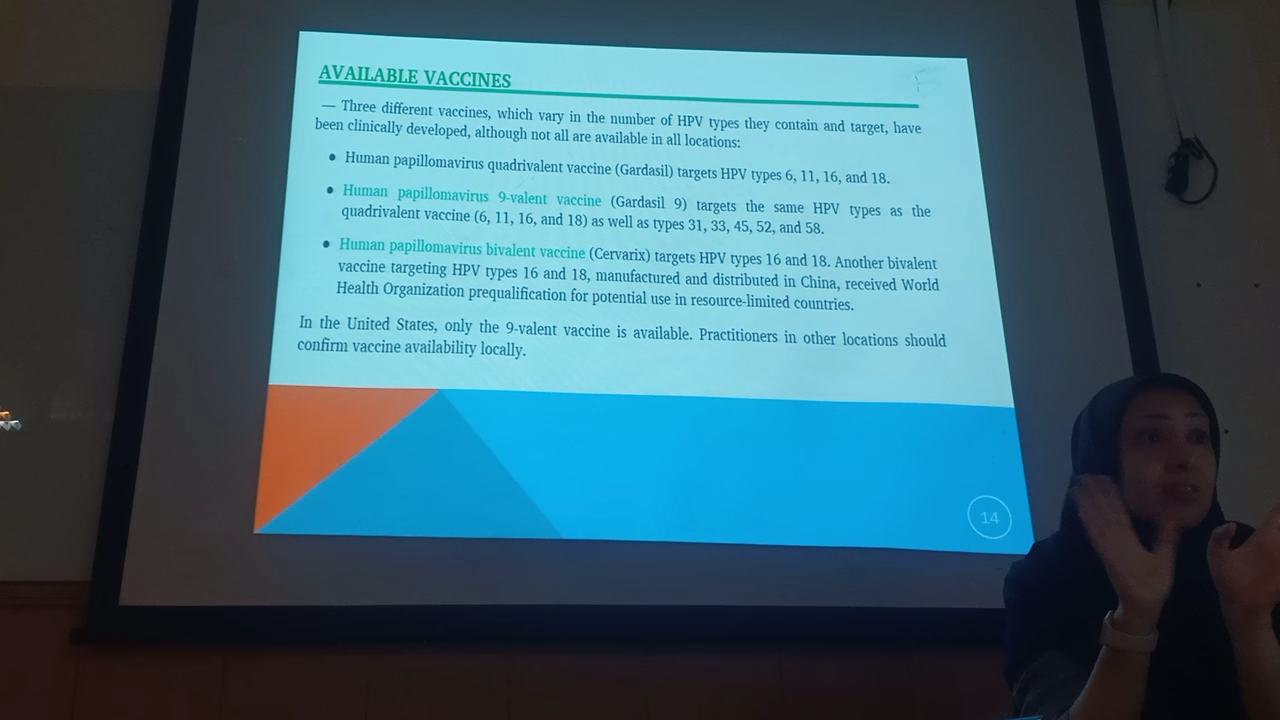 AVAILABLE VACCINES
— Three different vaccines, which vary in the number of HPV types they contain and target, have
been clinically developed, although not all are available in all locations:
• Human papillomavirus quadrivalent vaccine (Gardasil) targets HPV types 6, 11, 16, and 18.
• Human papillomavirus 9-valent vaccine (Gardasil 9) targets the same HPV types as the
quadrivalent vaccine (6, 11, 16, and 18) as well as types 31, 33, 45, 52, and 58.
• Human papillomavirus bivalent vaccine (Cervarix) targets HPV types 16 and 18. Another bivalent
vaccine targeting HPV types 16 and 18, manufactured and distributed in China, received World
Health Organization prequalification for potential use in resource-limited countries.
In the United States, only the 9-valent vaccine is available. Practitioners in other locations should
confirm vaccine availability locally.
14